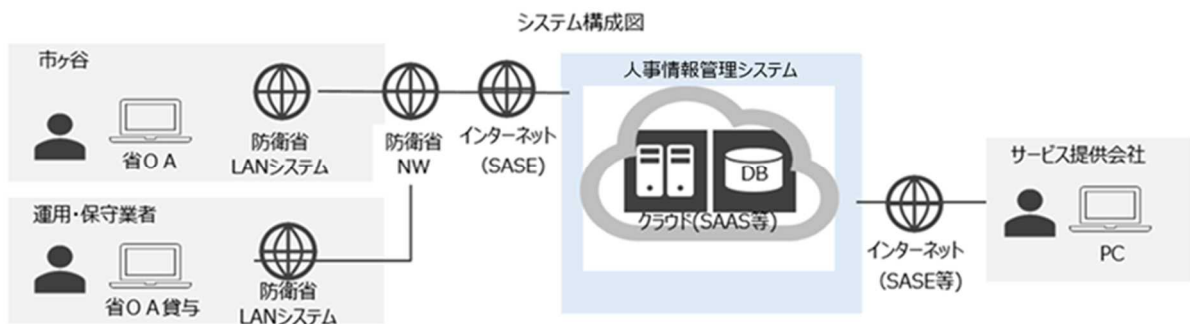 システム構成図
市ヶ谷
省OA
防衛省
LANシステム
防衛省
NW
インターネット
(SASE)
運用・保守業者
省OA貸与
防衛省
LANシステム
人事情報管理システム
DB
クラウド(SAAS等)
インターネット
(SASE等)
サービス提供会社
PC